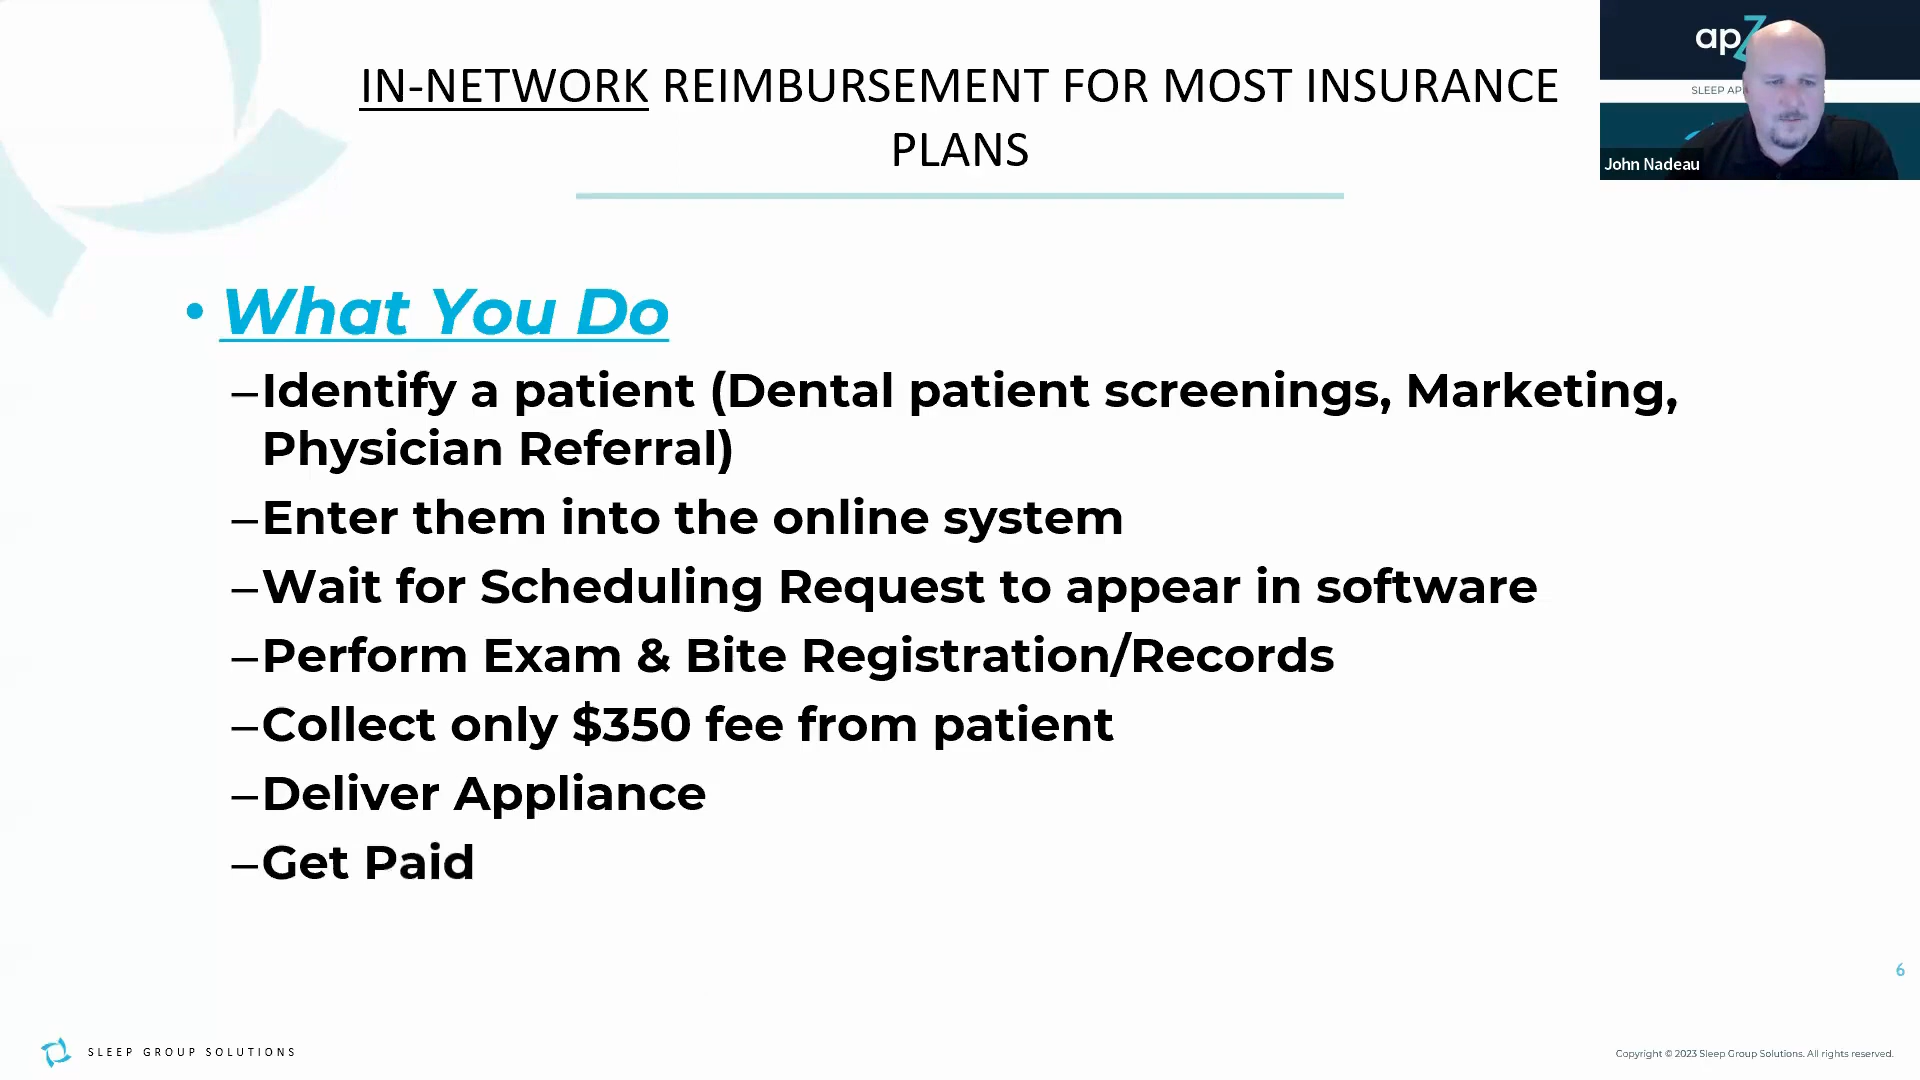 IN-NETWORK REIMBURSEMENT FOR MOST INSURANCE
PLANS
apZ
SLEEP AP
John Nadeau
• What You Do
–Identify a patient (Dental patient screenings, Marketing,
Physician Referral)
–Enter them into the online system
–Wait for Scheduling Request to appear in software
–Perform Exam & Bite Registration/Records
–Collect only $350 fee from patient
–Deliver Appliance
–Get Paid
6
SLEEP GROUP SOLUTIONS
Copyright © 2023 Sleep Group Solutions. All rights reserved.